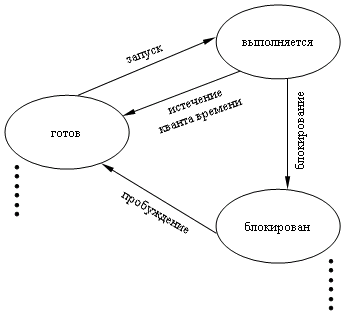 выполняется
запуск
истечение
кванта времени
готов
блокирование
пробуждение
блокирован